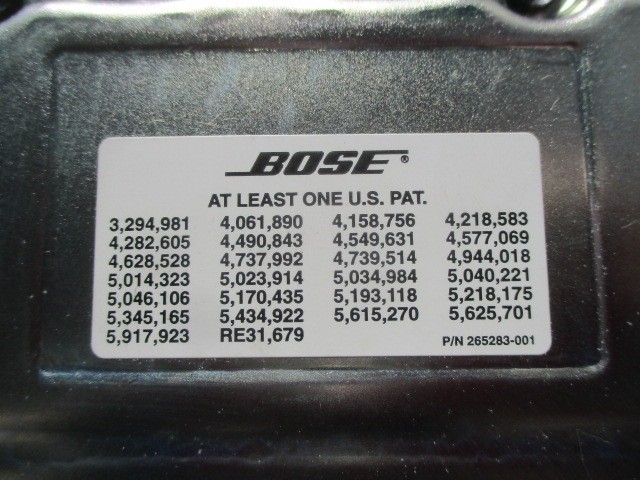 BOSE®
AT LEAST ONE U.S. PAT.
3,294,981 4,061,890 4,158,756 4,218,583
4,282,605 4,490,843 4,549,631 4,577,069
4,628,528 4,737,992 4,739,514 4,944,018
5,014,323 5,023,914 5,034,984 5,040,221
5,046,106 5,170,435 5,193,118 5,218,175
5,345,165 5,434,922 5,615,270 5,625,701
5,917,923 RE31,679 P/N 265283-001